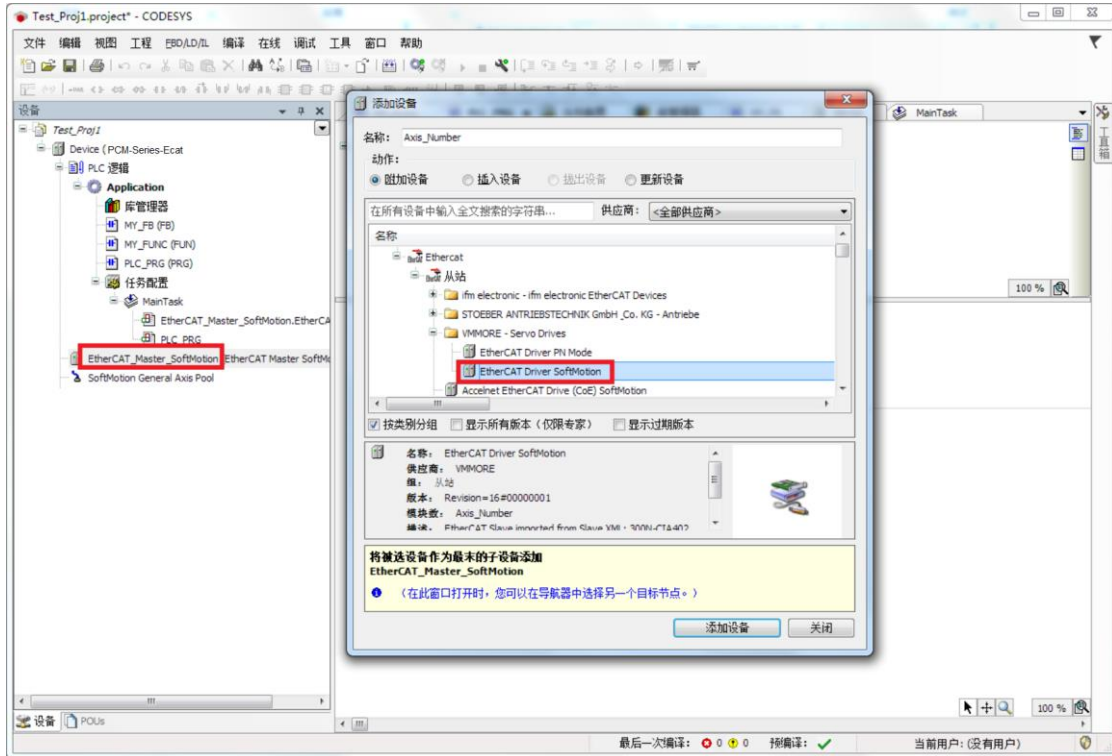 Test_Proj1.project* - CODESYS
文件 编辑 视图 工程 FBD/LD/IL 编译 在线 调试 工具 窗口 帮助
设备
Test_Proj1
Device (PCM-Series-Ecat
PLC 逻辑
Application
库管理器
MY_FB (FB)
MY_FUNC (FUN)
PLC_PRG (PRG)
任务配置
MainTask
EtherCAT_Master_SoftMotion.EtherCA
PLC_PRG
EtherCAT_Master_SoftMotion EtherCAT Master SoftMo
SoftMotion General Axis Pool
设备 POUs
添加设备
名称: Axis_Number
动作:
附加设备 插入设备 拔出设备 更新设备
在所有设备中输入全文搜索的字符串... 供应商: <全部供应商>
名称
Ethercat
从站
ifm electronic - ifm electronic EtherCAT Devices
STOEBER ANTRIEBSTECHNIK GmbH _Co. KG - Antriebe
VMMORE - Servo Drives
EtherCAT Driver PN Mode
EtherCAT Driver SoftMotion
Accelnet EtherCAT Drive (CoE) SoftMotion
按类别分组 显示所有版本（仅限专家） 显示过期版本
名称: EtherCAT Driver SoftMotion
供应商: VMMORE
组: 从站
版本: Revision=16#00000001
模块数: Axis_Number
描述: EtherCAT Slave imported from Slave XML: 300N-CIA402
将被选设备作为最末的子设备添加
EtherCAT_Master_SoftMotion
（在此窗口打开时，您可以在导航器中选择另一个目标节点。）
添加设备 关闭
MainTask
工具箱
100 %
100 %
最后一次编译: 0 0 预编译: 当前用户: (没有用户)